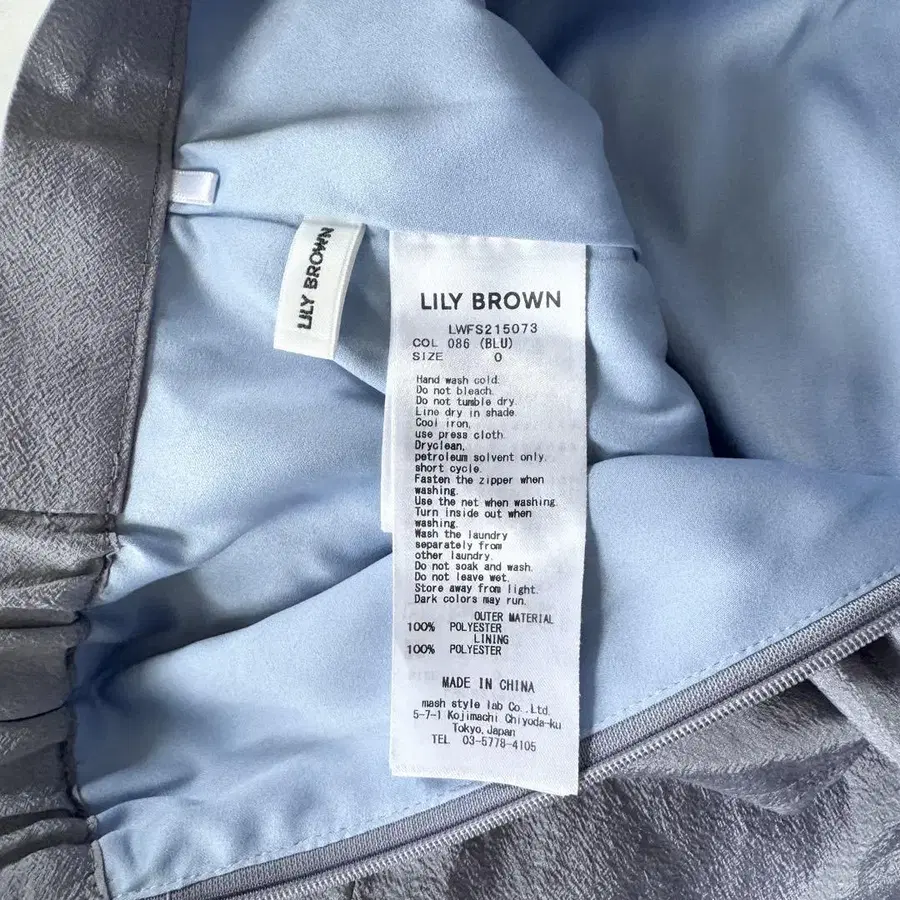 LILY BROWN
LILY BROWN
LWFS215073
COL 086 (BLU)
SIZE 0
Hand wash cold.
Do not bleach.
Do not tumble dry.
Line dry in shade.
Cool iron,
use press cloth.
Dryclean,
petroleum solvent only.
short cycle.
Fasten the zipper when
washing.
Use the net when washing.
Turn inside out when
washing.
Wash the laundry
separately from
other laundry.
Do not soak and wash.
Do not leave wet.
Store away from light.
Dark colors may run.
OUTER MATERIAL
100% POLYESTER
LINING
100% POLYESTER
MADE IN CHINA
mash style lab Co.,Ltd.
5-7-1 Kojimachi Chiyoda-ku
Tokyo,Japan
TEL 03-5778-4105